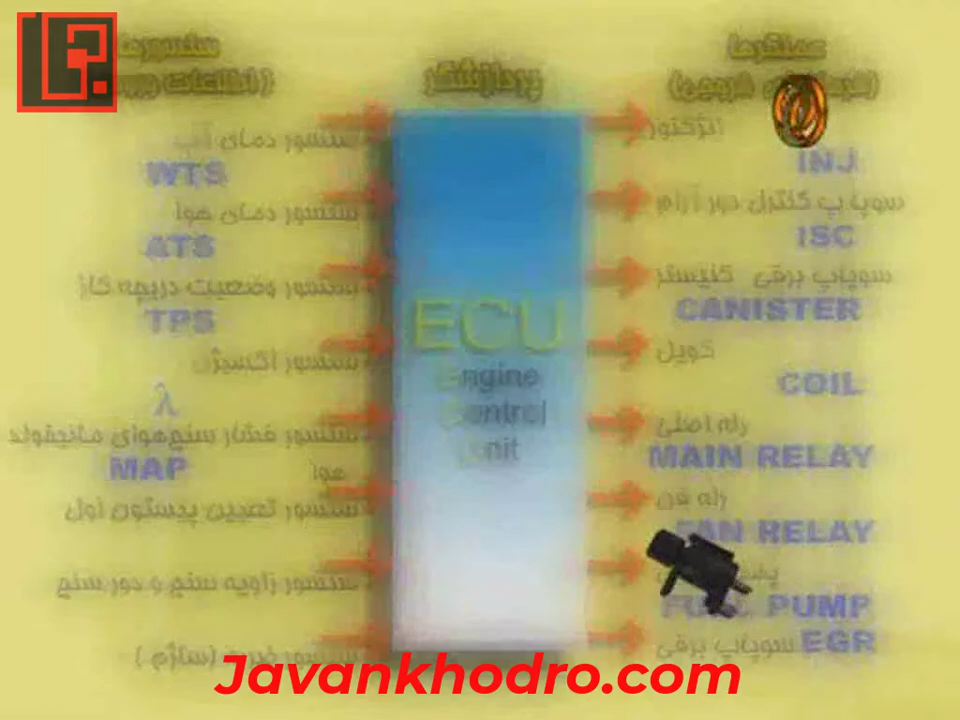 سنسورها
پردازشگر
عملگرها
سنسور دمای آب
WTS
سنسور دمای هوا
ATS
سنسور وضعیت دریچه گاز
TPS
سنسور اکسیژن
λ
سنسور فشار سنج‌هوای مانیفولد
MAP
هوا
سنسور تعیین پیستون اول
سنسور زاویه سنج و دور سنج
ECU
Engine
Control
Unit
انژکتور
INJ
سوپاپ کنترل دور آرام
ISC
سوپاپ برقی کنیستر
CANISTER
کویل
COIL
رله اصلی
MAIN RELAY
رله فن
FAN RELAY
PUMP
سوپاپ برقی EGR
Javankhodro.com